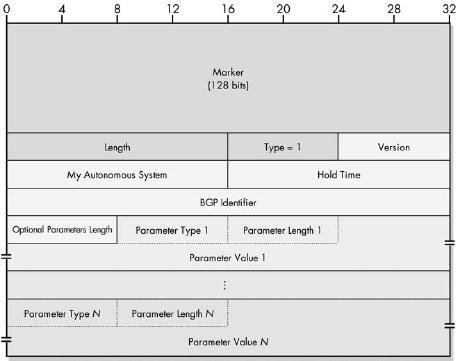 0 4 8 12 16 20 24 28 32
Marker
(128 bits)
Length Type = 1 Version
My Autonomous System Hold Time
BGP Identifier
Optional Parameters Length Parameter Type 1 Parameter Length 1
Parameter Value 1
⋮
Parameter Type N Parameter Length N
Parameter Value N